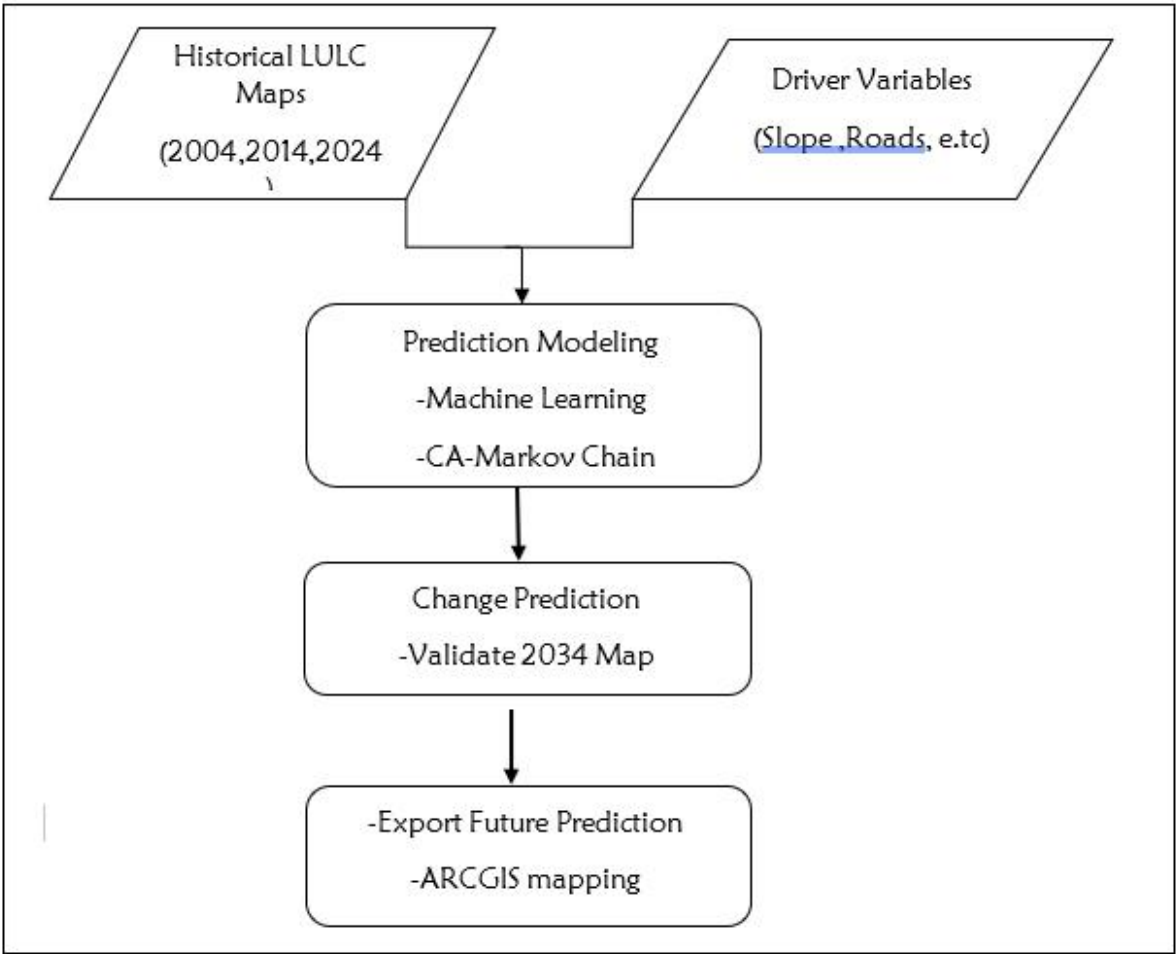 Historical LULC
Maps
(2004,2014,2024
)
Driver Variables
(Slope ,Roads, e.tc)
Prediction Modeling
-Machine Learning
-CA-Markov Chain
Change Prediction
-Validate 2034 Map
-Export Future Prediction
-ARCGIS mapping